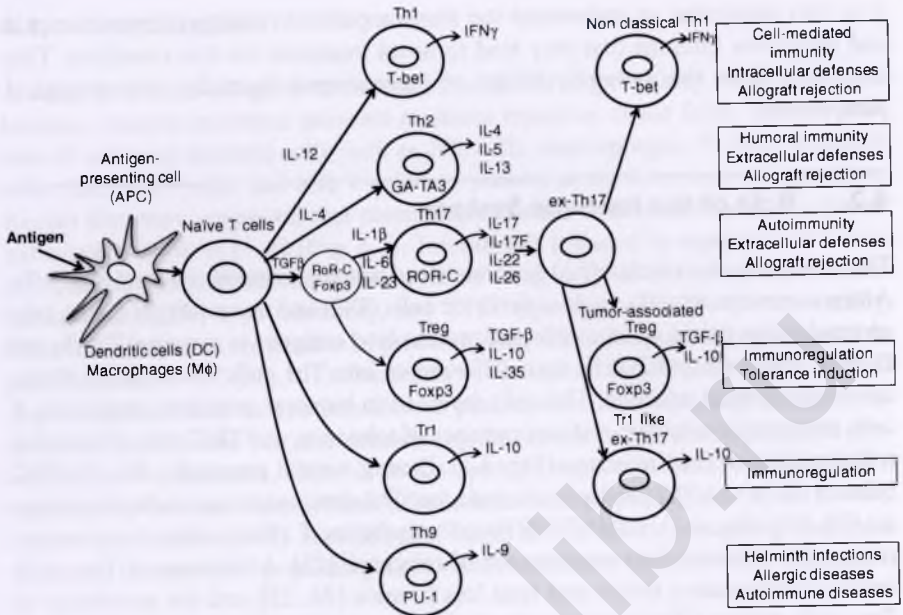 Antigen
Antigen-
presenting cell
(APC)
Dendritic cells (DC)
Macrophages (Mϕ)
Naïve T cells
IL-12
IL-4
TGFβ
RoR-C
Foxp3
IL-1β
IL-6
IL-23
Th1
T-bet
IFNγ
Th2
GA-TA3
IL-4
IL-5
IL-13
Th17
ROR-C
IL-17
IL-17F
IL-22
IL-26
Treg
Foxp3
TGF-β
IL-10
IL-35
Tr1
IL-10
Th9
PU-1
IL-9
ex-Th17
Non classical Th1
T-bet
IFNγ
Tumor-associated
Treg
Foxp3
TGF-β
IL-10
Tr1 like
ex-Th17
IL-10
Cell-mediated
immunity
Intracellular defenses
Allograft rejection
Humoral immunity
Extracellular defenses
Allograft rejection
Autoimmunity
Extracellular defenses
Allograft rejection
Immunoregulation
Tolerance induction
Immunoregulation
Helminth infections
Allergic diseases
Autoimmune diseases
lib.ru